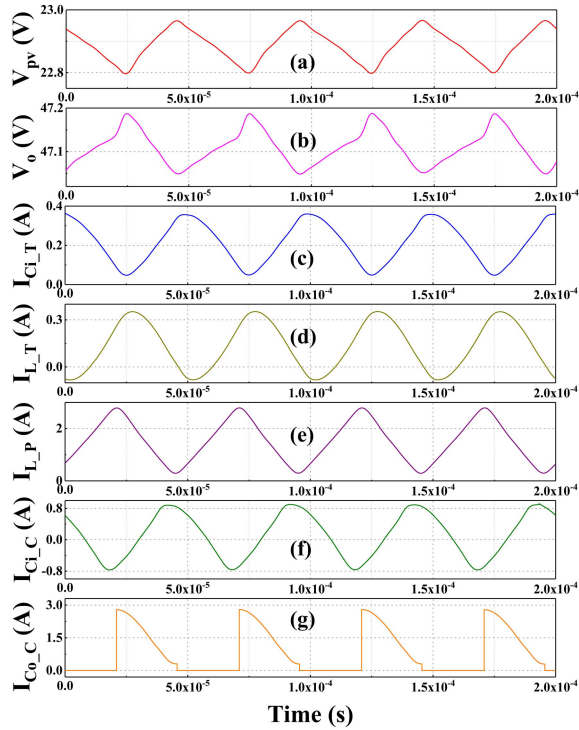 V_pv (V)
23.0
22.8
(a)
0.0 5.0x10^-5 1.0x10^-4 1.5x10^-4 2.0x10^-4
V_o (V)
47.2
47.1
(b)
0.0 5.0x10^-5 1.0x10^-4 1.5x10^-4 2.0x10^-4
I_Ci_T (A)
0.4
0.2
0.0
(c)
0.0 5.0x10^-5 1.0x10^-4 1.5x10^-4 2.0x10^-4
I_L_T (A)
0.3
0.0
(d)
0.0 5.0x10^-5 1.0x10^-4 1.5x10^-4 2.0x10^-4
I_L_P (A)
2
0
(e)
0.0 5.0x10^-5 1.0x10^-4 1.5x10^-4 2.0x10^-4
I_Ci_C (A)
0.8
0.0
-0.8
(f)
0.0 5.0x10^-5 1.0x10^-4 1.5x10^-4 2.0x10^-4
I_Co_C (A)
3.0
1.5
0.0
(g)
0.0 5.0x10^-5 1.0x10^-4 1.5x10^-4 2.0x10^-4
Time (s)